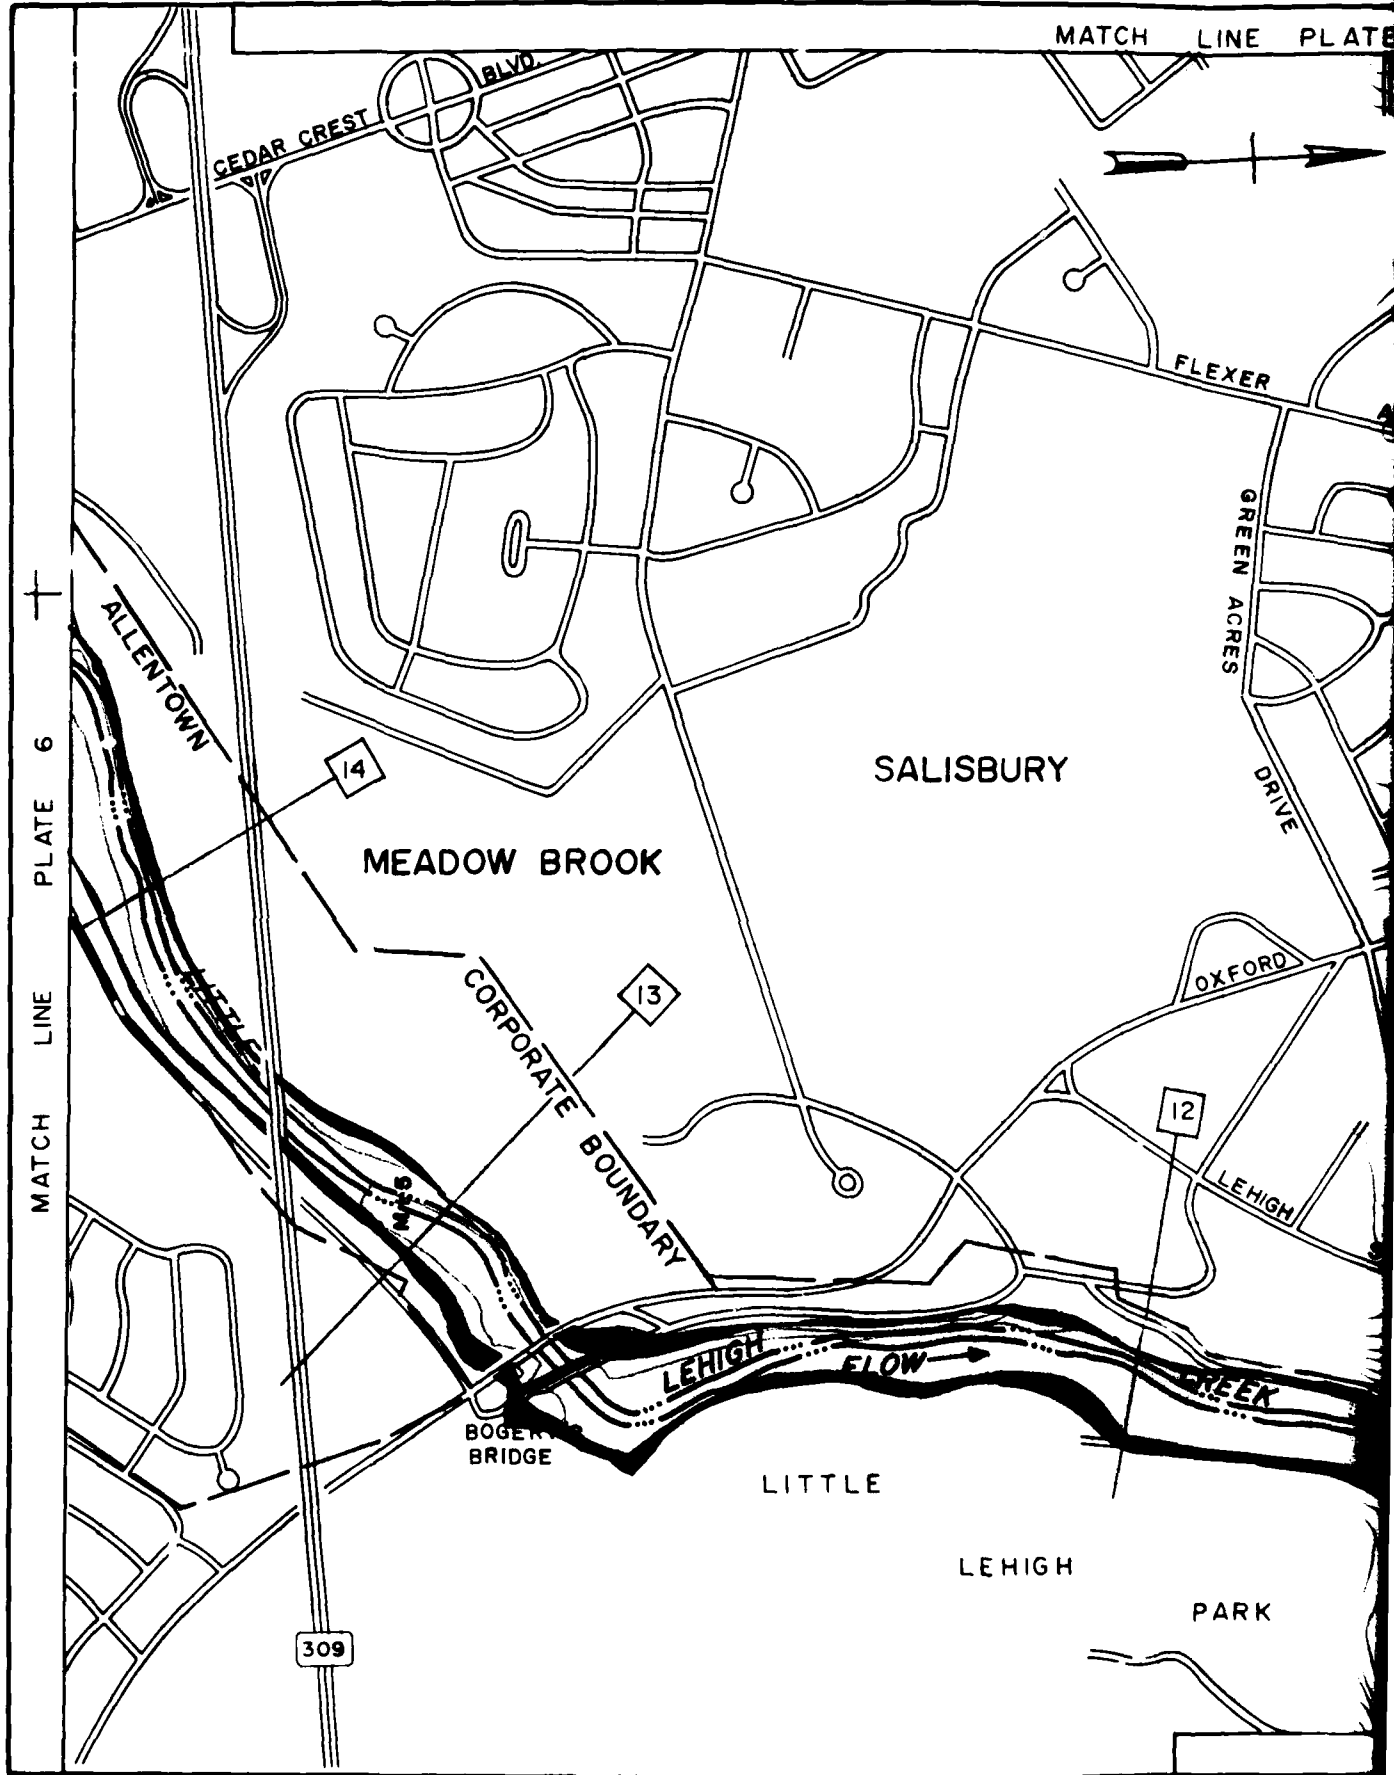 MATCH LINE PLATE
BLVD.
CEDAR CREST
FLEXER
GREEN ACRES
DRIVE
ALLENTOWN
MATCH LINE PLATE 6
14
SALISBURY
MEADOW BROOK
13
CORPORATE BOUNDARY
OXFORD
LITTLE
12
LEHIGH
LEHIGH
FLOW
CREEK
BRIDGE
LITTLE
LEHIGH
PARK
309